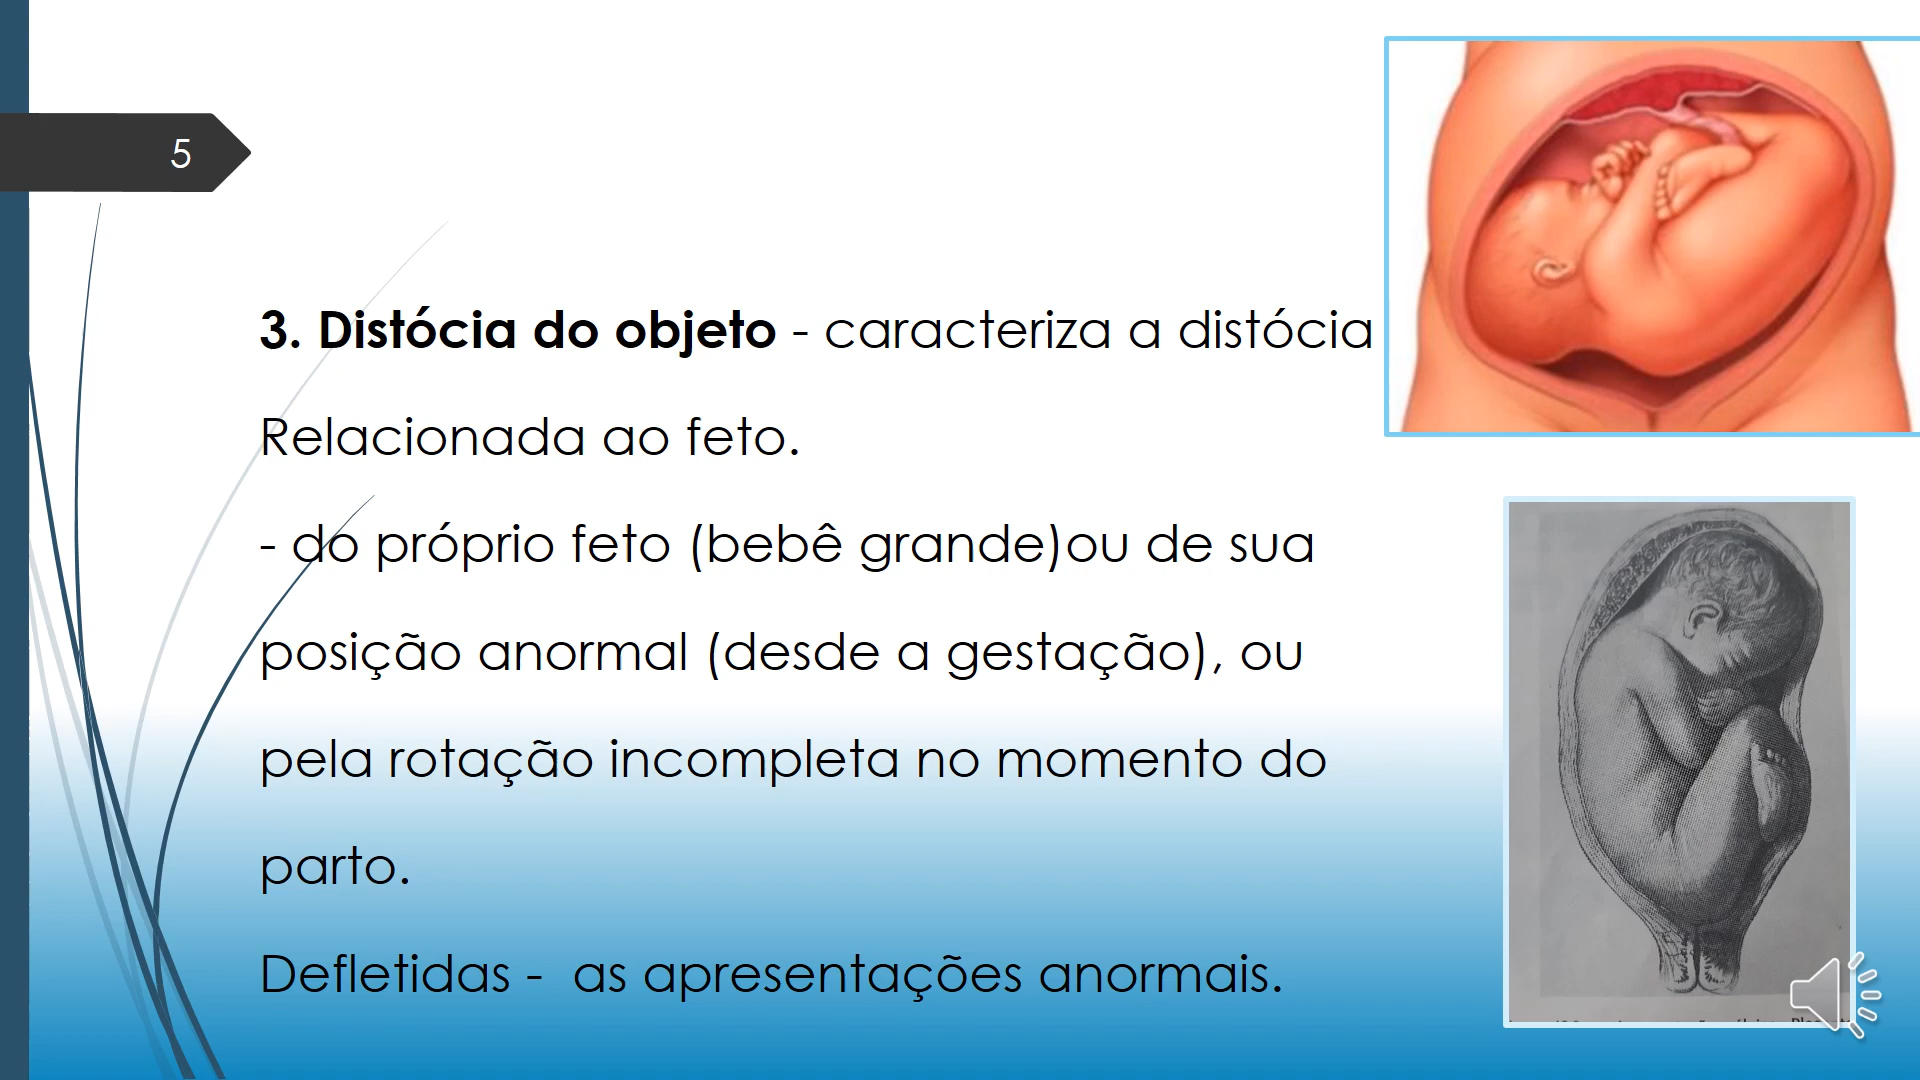 5
3. Distócia do objeto - caracteriza a distócia
Relacionada ao feto.
- do próprio feto (bebê grande)ou de sua
posição anormal (desde a gestação), ou
pela rotação incompleta no momento do
parto.
Defletidas - as apresentações anormais.